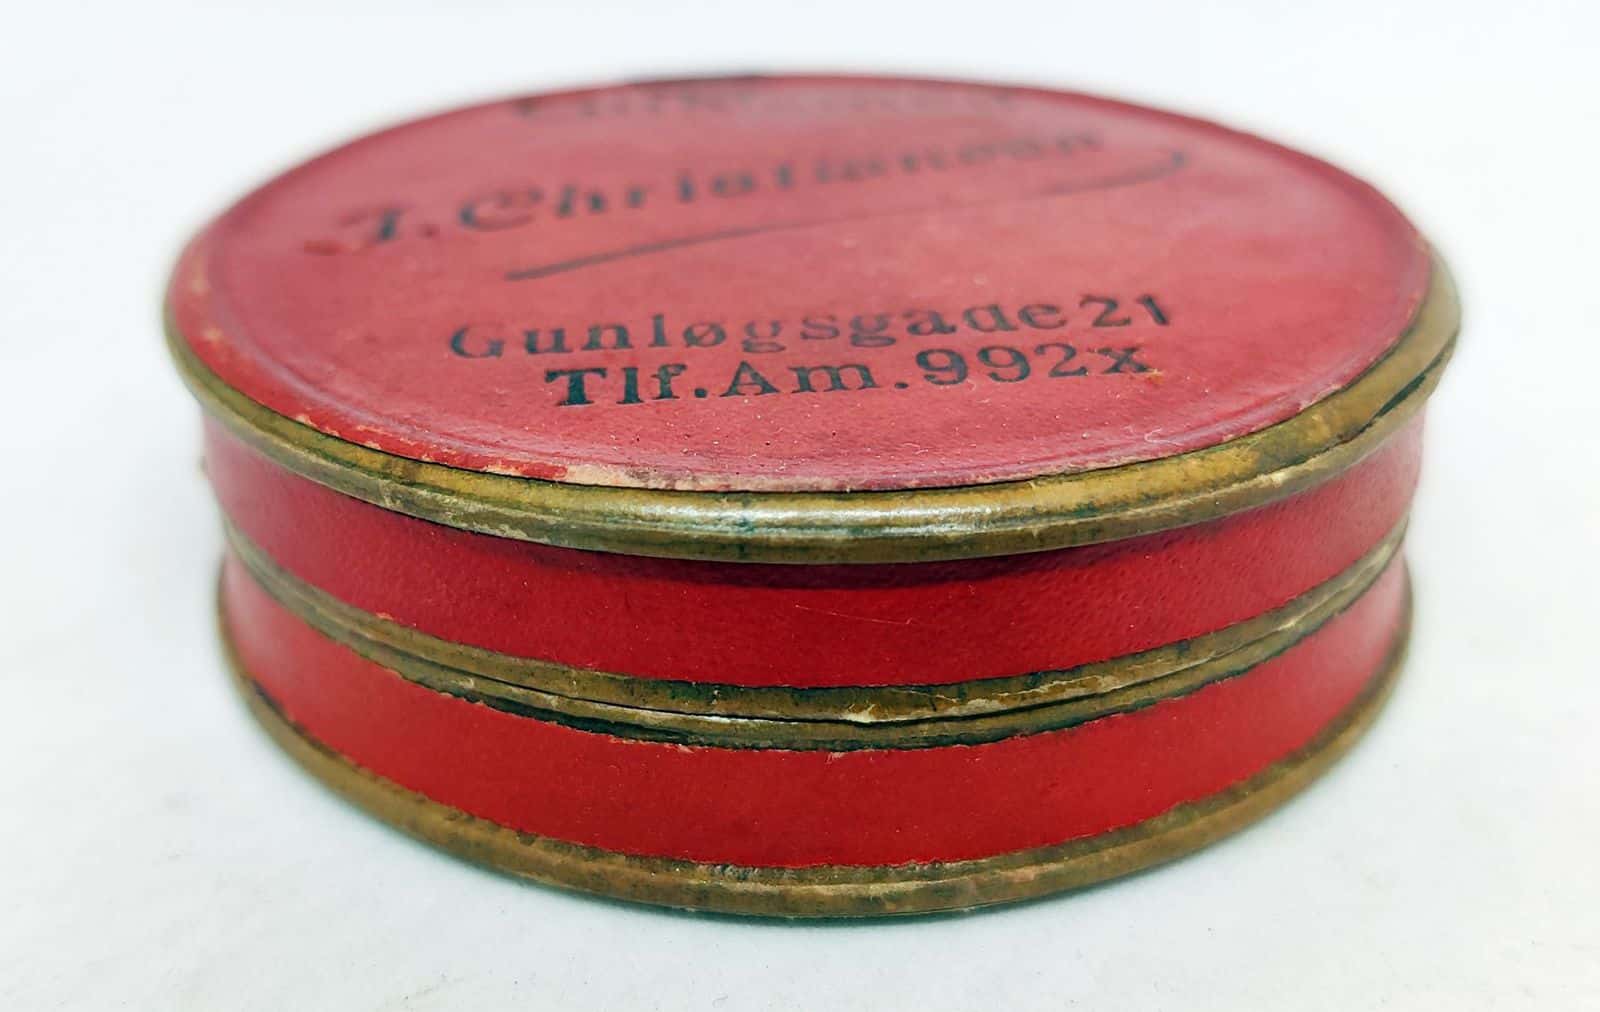 J. Christiansen
Gunløgsgade 21
Tlf. Am. 992x